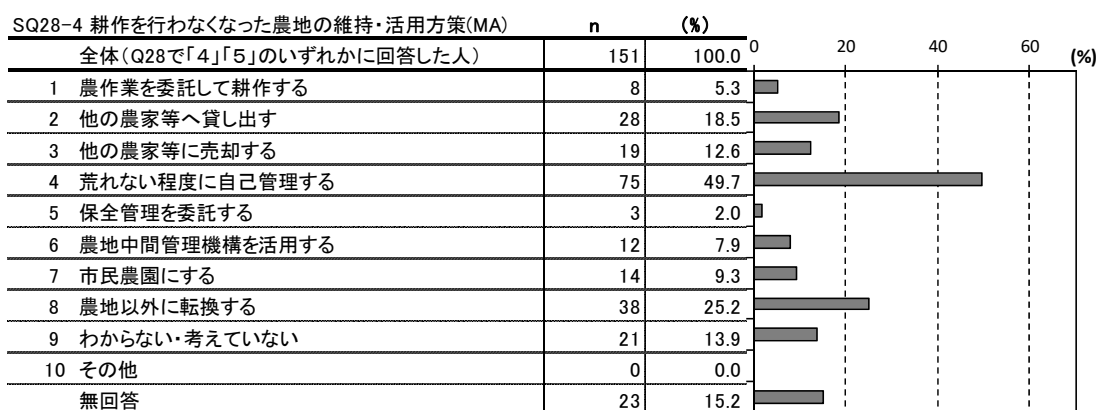 SQ28-4 耕作を行わなくなった農地の維持・活用方策(MA) n (%)
全体(Q28で「4」「5」のいずれかに回答した人) 151 100.0 0 20 40 60 (%)
1 農作業を委託して耕作する 8 5.3
2 他の農家等へ貸し出す 28 18.5
3 他の農家等に売却する 19 12.6
4 荒れない程度に自己管理する 75 49.7
5 保全管理を委託する 3 2.0
6 農地中間管理機構を活用する 12 7.9
7 市民農園にする 14 9.3
8 農地以外に転換する 38 25.2
9 わからない・考えていない 21 13.9
10 その他 0 0.0
無回答 23 15.2